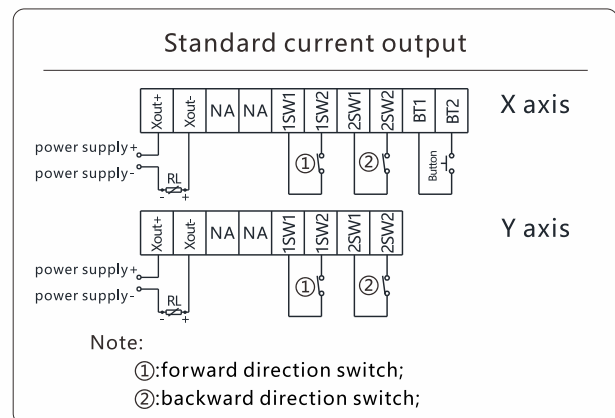 Standard current output
Xout+ Xout- NA NA 1SW1 1SW2 2SW1 2SW2 BT1 BT2 X axis
power supply+
power supply-
RL
- +
① ② Button
Xout+ Xout- NA NA 1SW1 1SW2 2SW1 2SW2 Y axis
power supply+
power supply-
RL
- +
① ②
Note:
①:forward direction switch;
②:backward direction switch;